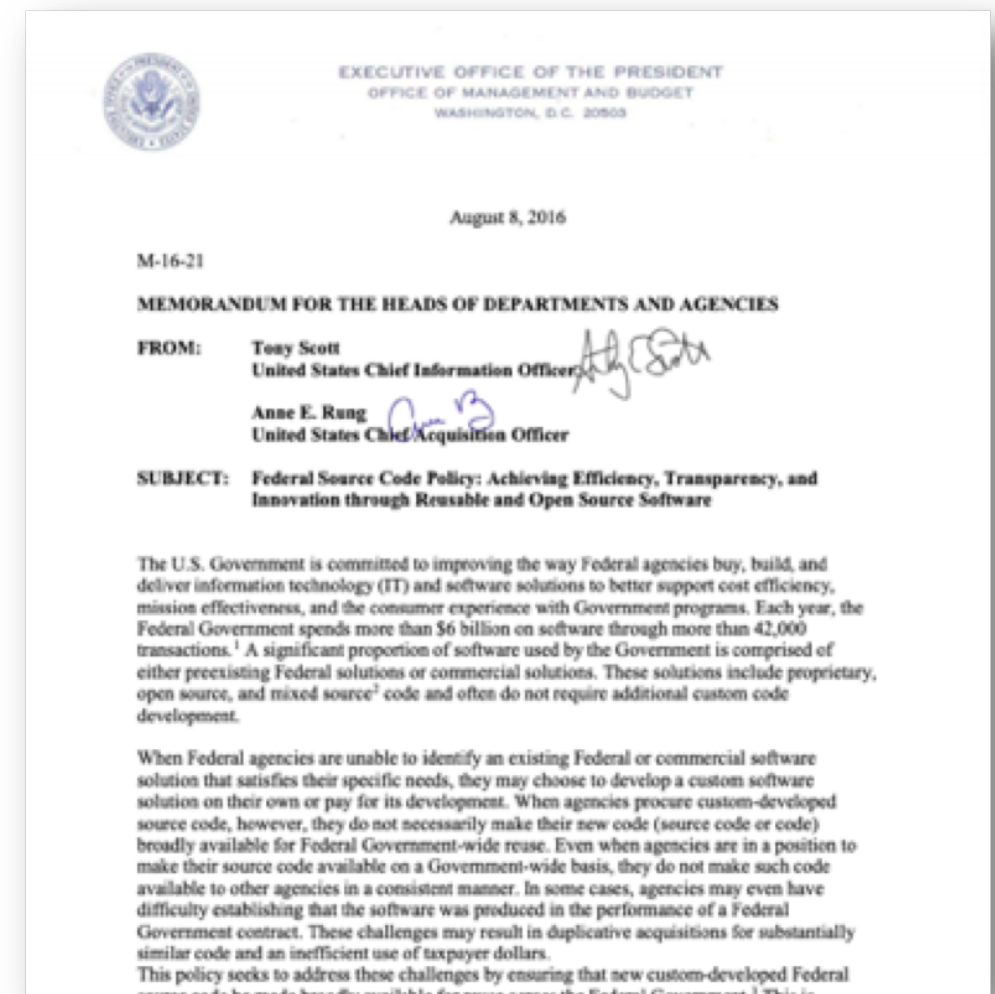 EXECUTIVE OFFICE OF THE PRESIDENT
OFFICE OF MANAGEMENT AND BUDGET
WASHINGTON, D.C. 20503
August 8, 2016
M-16-21
MEMORANDUM FOR THE HEADS OF DEPARTMENTS AND AGENCIES
FROM: Tony Scott
United States Chief Information Officer
Anne E. Rung
United States Chief Acquisition Officer
SUBJECT: Federal Source Code Policy: Achieving Efficiency, Transparency, and
Innovation through Reusable and Open Source Software
The U.S. Government is committed to improving the way Federal agencies buy, build, and
deliver information technology (IT) and software solutions to better support cost efficiency,
mission effectiveness, and the consumer experience with Government programs. Each year, the
Federal Government spends more than $6 billion on software through more than 42,000
transactions.¹ A significant proportion of software used by the Government is comprised of
either preexisting Federal solutions or commercial solutions. These solutions include proprietary,
open source, and mixed source² code and often do not require additional custom code
development.
When Federal agencies are unable to identify an existing Federal or commercial software
solution that satisfies their specific needs, they may choose to develop a custom software
solution on their own or pay for its development. When agencies procure custom-developed
source code, however, they do not necessarily make their new code (source code or code)
broadly available for Federal Government-wide reuse. Even when agencies are in a position to
make their source code available on a Government-wide basis, they do not make such code
available to other agencies in a consistent manner. In some cases, agencies may even have
difficulty establishing that the software was produced in the performance of a Federal
Government contract. These challenges may result in duplicative acquisitions for substantially
similar code and an inefficient use of taxpayer dollars.
This policy seeks to address these challenges by ensuring that new custom-developed Federal